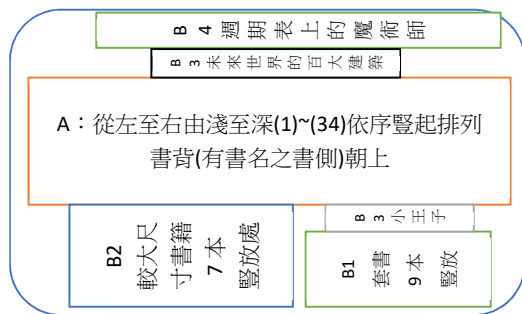 B4週期表上的魔術師
B3未來世界的百大建築
A：從左至右由淺至深(1)~(34)依序豎起排列
書背(有書名之書側)朝上
B2
較大尺
寸書籍
7本
豎放處
B3小王子
B1
套書
9本
豎放